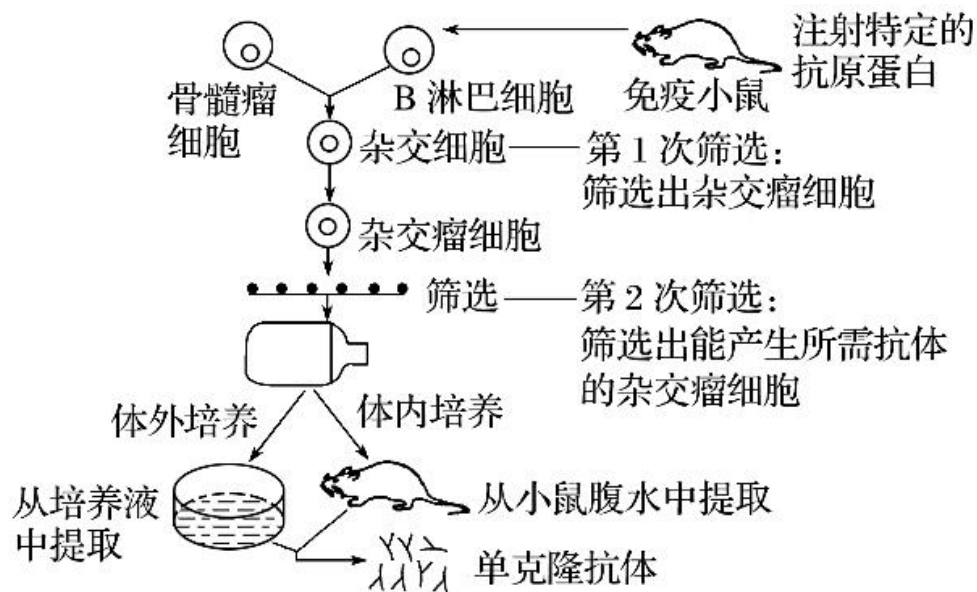 注射特定的
抗原蛋白
骨髓瘤
细胞
B 淋巴细胞
免疫小鼠
杂交细胞
第 1 次筛选：
筛选出杂交瘤细胞
杂交瘤细胞
筛选
第 2 次筛选：
筛选出能产生所需抗体
的杂交瘤细胞
体外培养
体内培养
从培养液
中提取
从小鼠腹水中提取
单克隆抗体